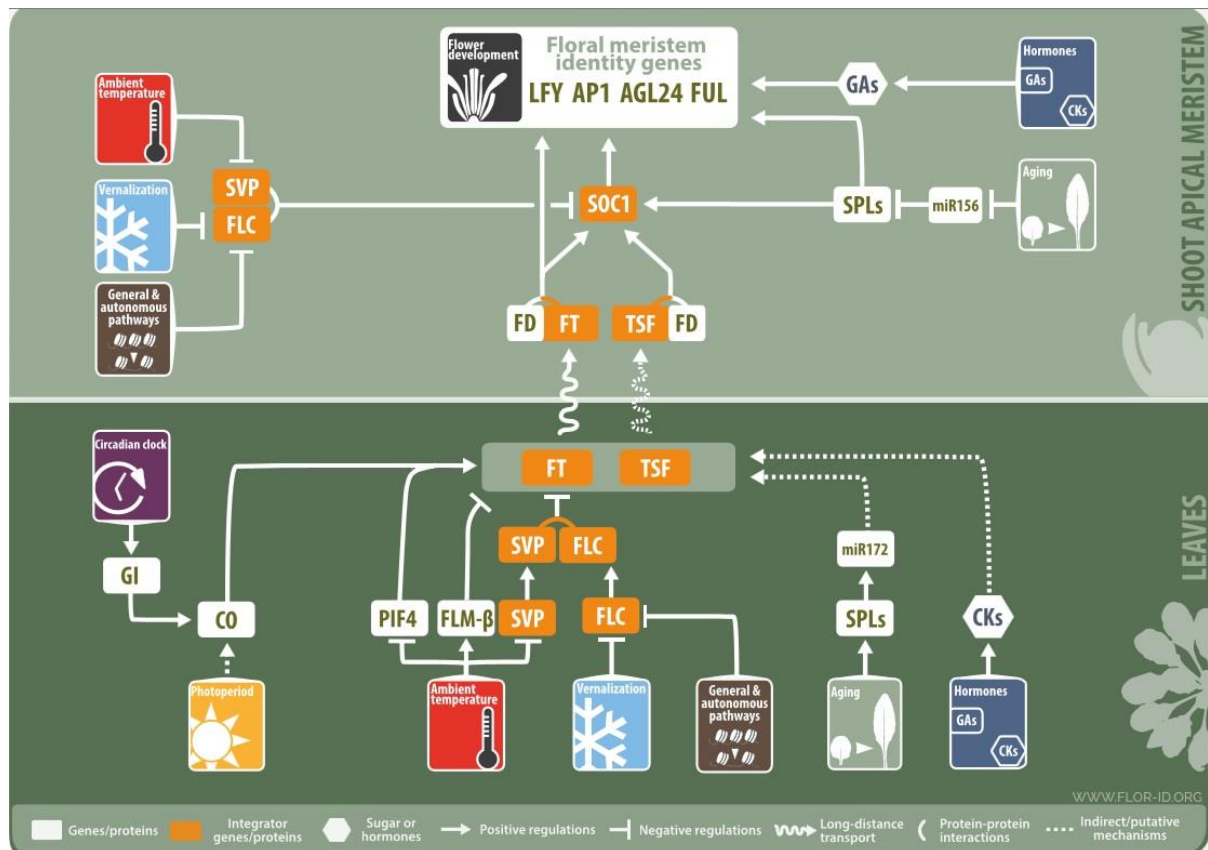 Flower
development
Floral meristem
identity genes
LFY AP1 AGL24 FUL
Ambient
temperature
Hormones
GAs
CKs
GAs
Vernalization
SVP
FLC
SOC1
SPLs
miR156
Aging
General &
autonomous
pathways
FD
FT
TSF
FD
SHOOT APICAL MERISTEM
Circadian clock
FT
TSF
SVP
FLC
miR172
GI
CO
PIF4
FLM-β
SVP
FLC
SPLs
CKs
Photoperiod
Ambient
temperature
Vernalization
General &
autonomous
pathways
Aging
Hormones
GAs
CKs
LEAVES
WWW.FLOR-ID.ORG
Genes/proteins
Integrator
genes/proteins
Sugar or
hormones
Positive regulations
Negative regulations
Long-distance
transport
Protein-protein
interactions
Indirect/putative
mechanisms